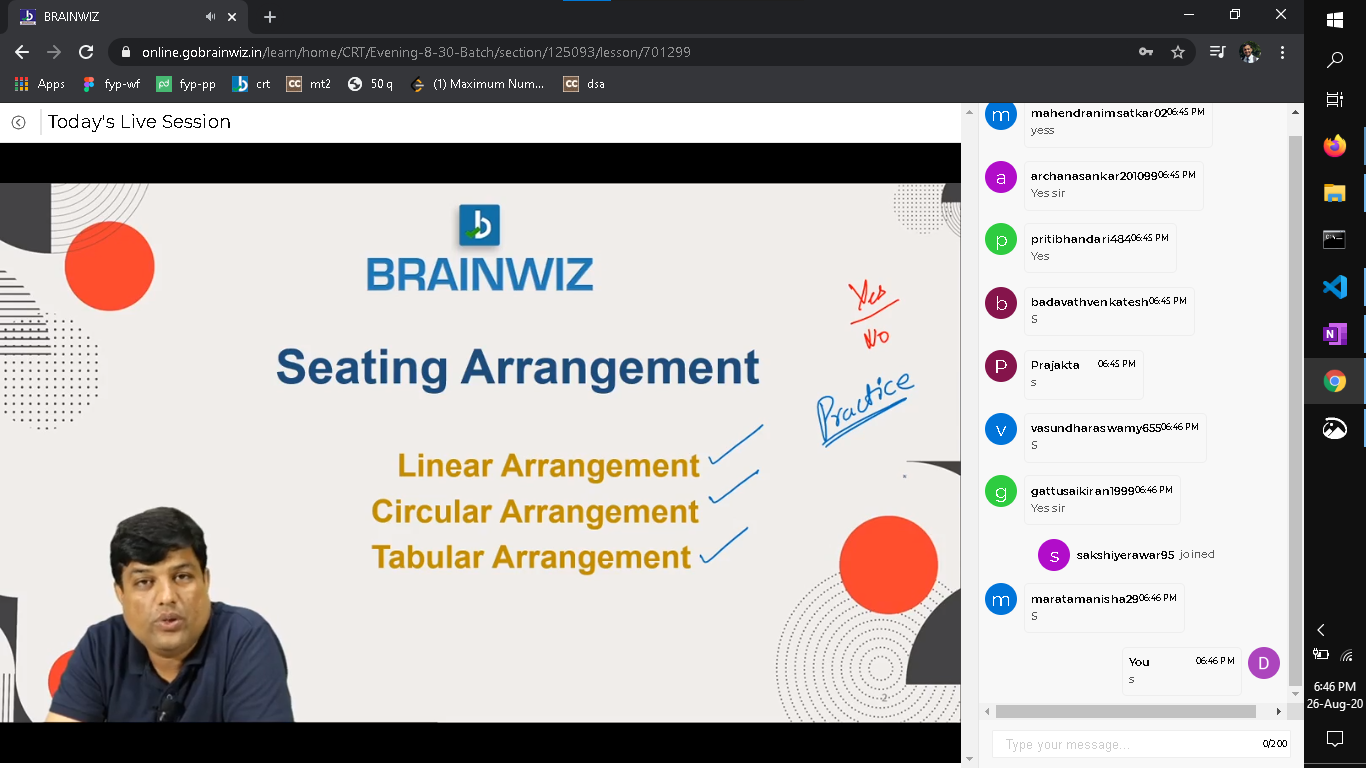 BRAINWIZ
online.gobrainwiz.in/learn/home/CRT/Evening-8-30-Batch/section/125093/lesson/701299
Apps fyp-wf fyp-pp crt mt2 50 q (1) Maximum Num... dsa
Today's Live Session
BRAINWIZ
Seating Arrangement
Linear Arrangement
Circular Arrangement
Tabular Arrangement
Yes
No
Practice
2
m mahendranimsatkar02 06:45 PM
yess
a archanasankar201099 06:45 PM
Yes sir
p pritibhandari484 06:45 PM
Yes
b badavathvenkatesh 06:45 PM
S
P Prajakta 06:45 PM
s
v vasundharaswamy655 06:46 PM
S
g gattusaikiran1999 06:46 PM
Yes sir
s sakshiyerawar95 joined
m maratamanisha29 06:46 PM
S
You 06:46 PM D
s
Type your message... 0/200
6:46 PM
26-Aug-20